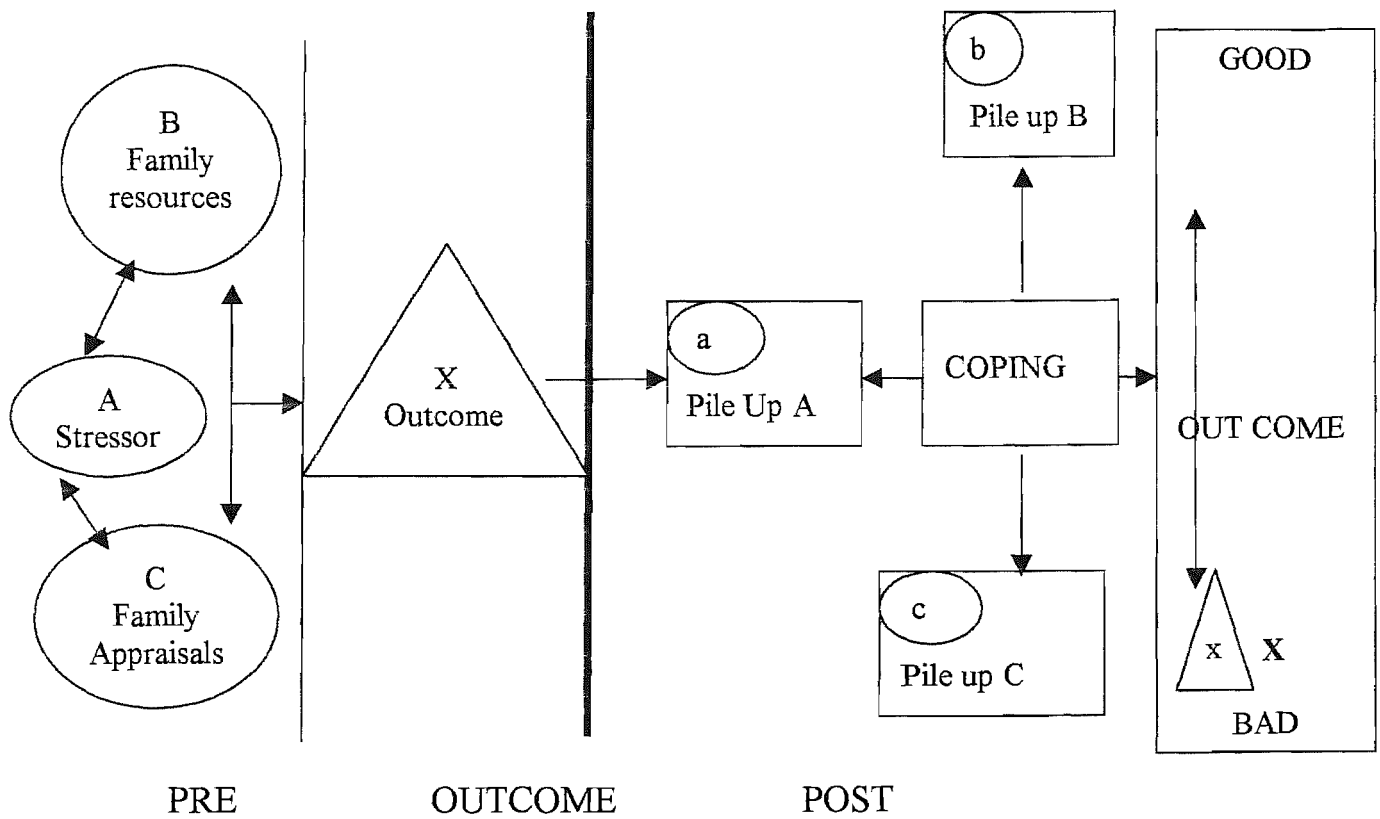 B
Family
resources
A
Stressor
C
Family
Appraisals
X
Outcome
a
Pile Up A
b
Pile up B
COPING
c
Pile up C
GOOD
OUT COME
x X
BAD
PRE OUTCOME POST